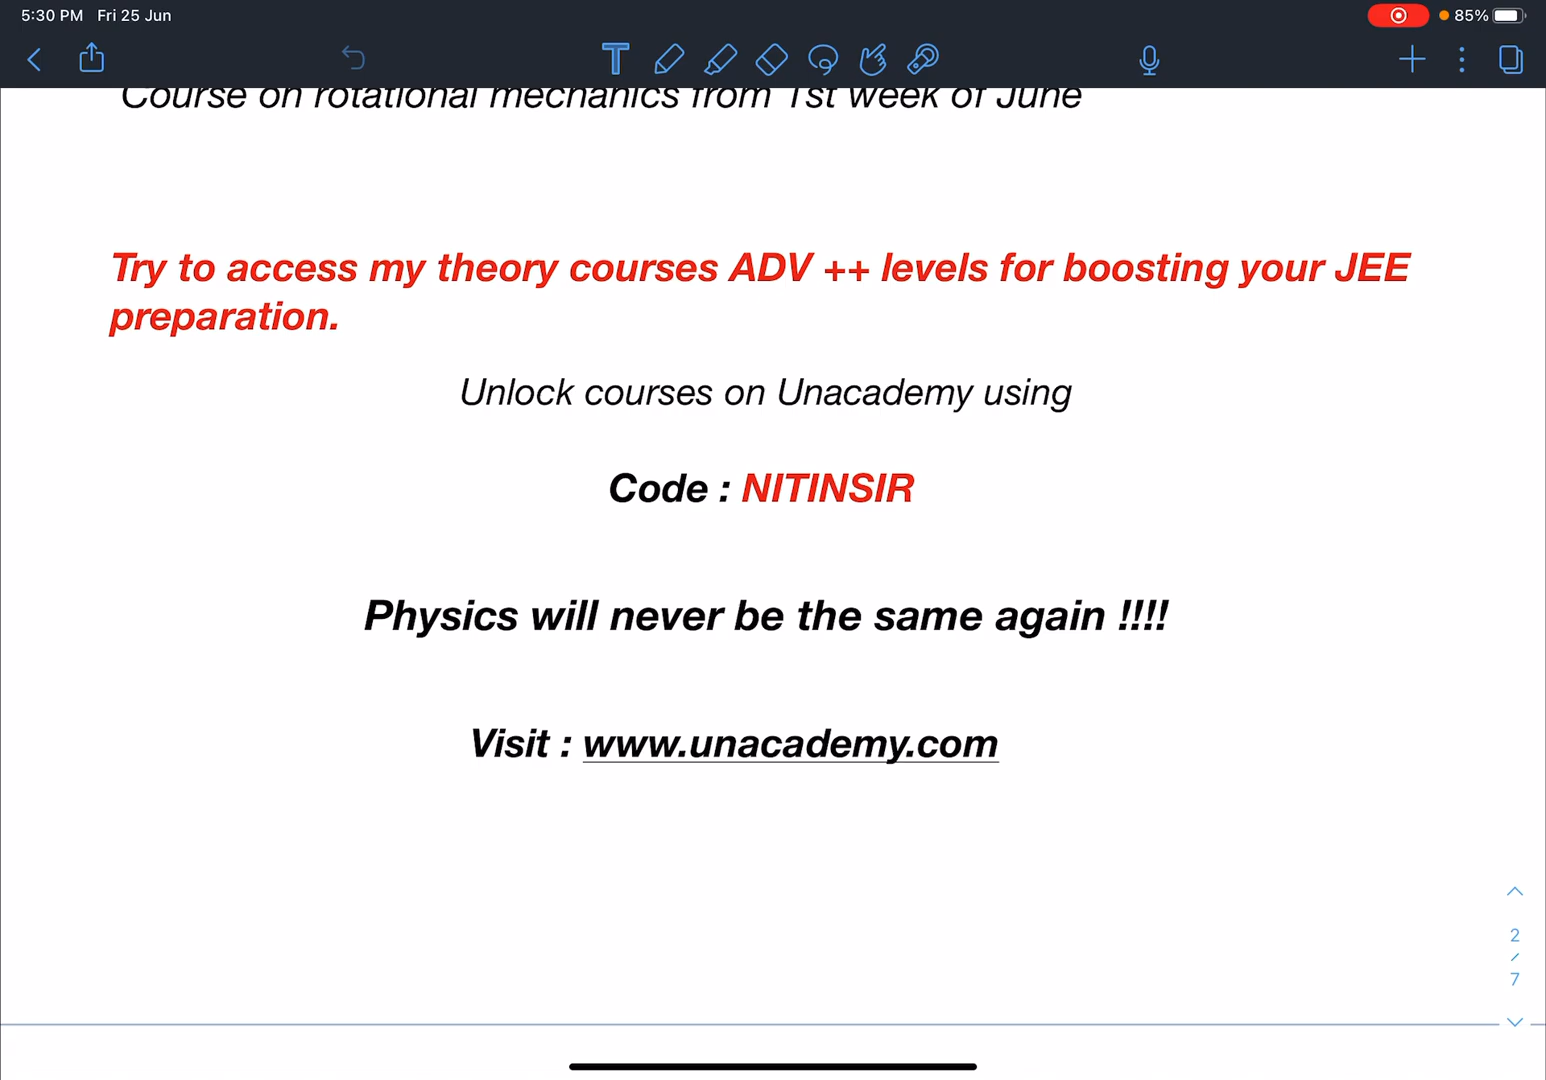 5:30 PM Fri 25 Jun
85%
T
Course on rotational mechanics from 1st week of June
Try to access my theory courses ADV ++ levels for boosting your JEE
preparation.
Unlock courses on Unacademy using
Code : NITINSIR
Physics will never be the same again !!!!
Visit : www.unacademy.com
2
/
7